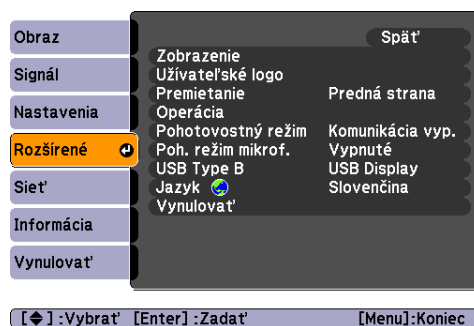 Obraz
Signál
Nastavenia
Rozšírené
Sieť
Informácia
Vynulovať
Späť
Zobrazenie
Užívateľské logo
Premietanie Predná strana
Operácia
Pohotovostný režim Komunikácia vyp.
Poh. režim mikrof. Vypnuté
USB Type B USB Display
Jazyk Slovenčina
Vynulovať
[ ] :Vybrať [Enter] :Zadať [Menu]:Koniec